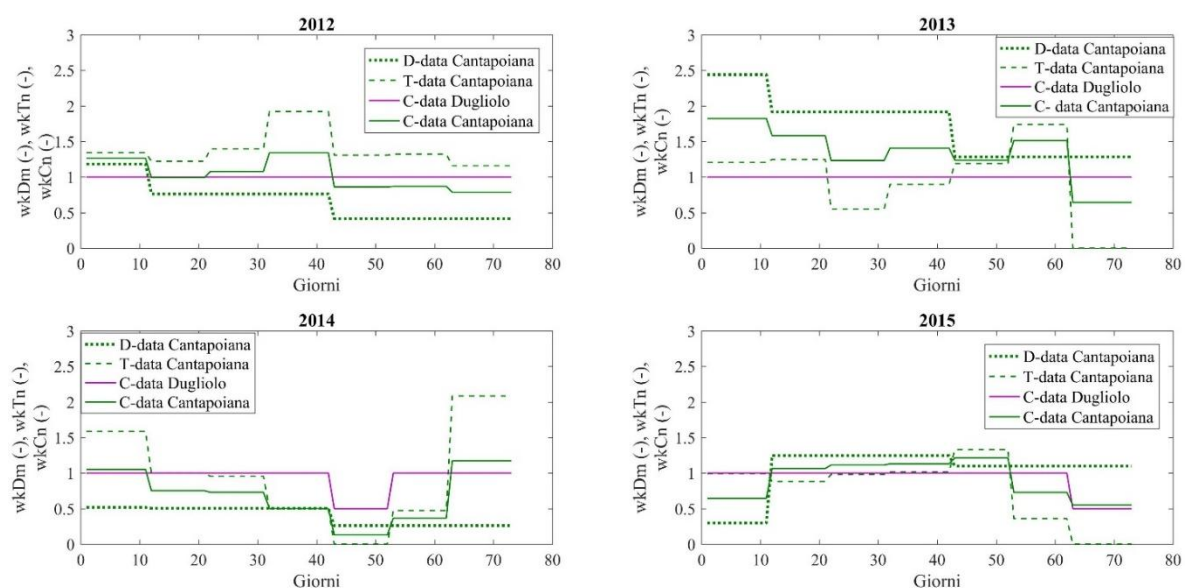 2012
3
2.5
2
1.5
1
0.5
0
wkDm (-), wkTn (-),
wkCn (-)
D-data Cantapoiana
T-data Cantapoiana
C-data Dugliolo
C-data Cantapoiana
0 10 20 30 40 50 60 70 80
Giorni
2013
3
2.5
2
1.5
1
0.5
0
wkDm (-), wkTn (-),
wkCn (-)
D-data Cantapoiana
T-data Cantapoiana
C-data Dugliolo
C- data Cantapoiana
0 10 20 30 40 50 60 70 80
Giorni
2014
3
2.5
2
1.5
1
0.5
0
wkDm (-), wkTn (-),
wkCn (-)
D-data Cantapoiana
T-data Cantapoiana
C-data Dugliolo
C-data Cantapoiana
0 10 20 30 40 50 60 70 80
Giorni
2015
3
2.5
2
1.5
1
0.5
0
wkDm (-), wkTn (-),
wkCn (-)
D-data Cantapoiana
T-data Cantapoiana
C-data Dugliolo
C-data Cantapoiana
0 10 20 30 40 50 60 70 80
Giorni